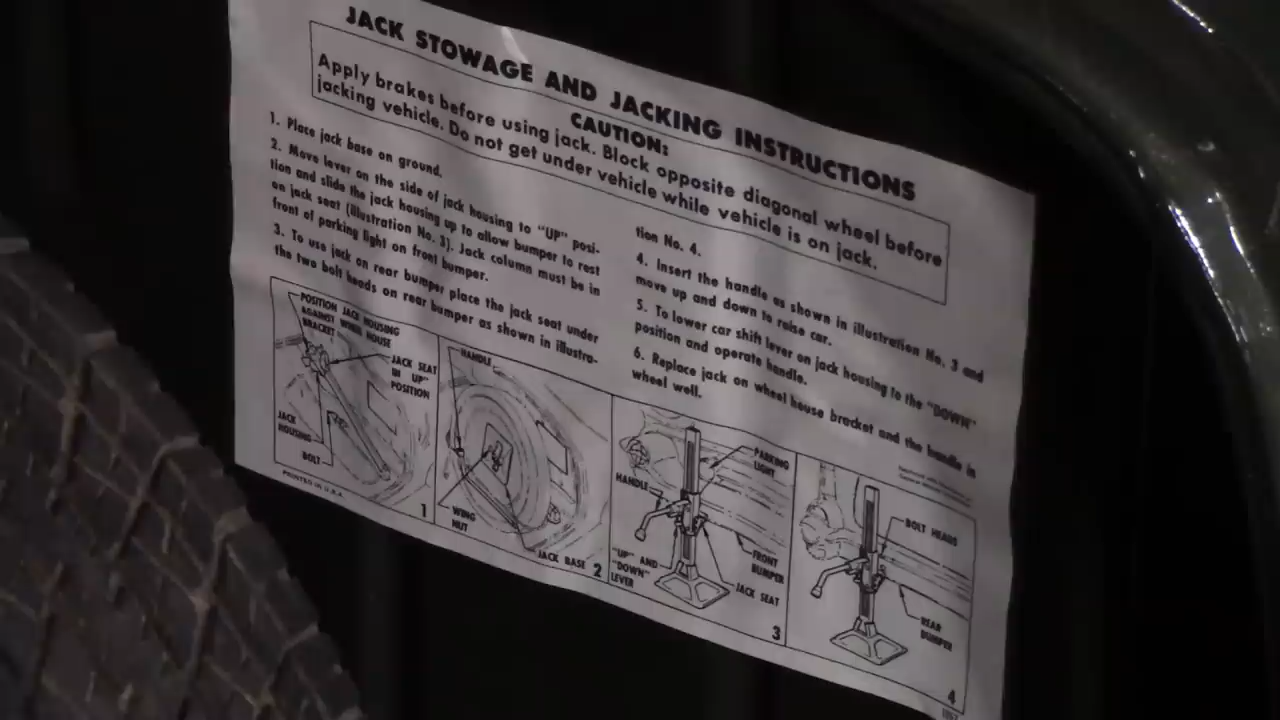 JACK STOWAGE AND JACKING INSTRUCTIONS
CAUTION:
Apply brakes before using jack. Block opposite diagonal wheel before
jacking vehicle. Do not get under vehicle while vehicle is on jack.
1. Place jack base on ground.
2. Move lever on the side of jack housing to "UP" posi-
tion and slide the jack housing up to allow bumper to rest
on jack seat (illustration No. 3). Jack column must be in
front of parking light on front bumper.
3. To use jack on rear bumper place the jack seat under
the two bolt heads on rear bumper as shown in illustra-
tion No. 4.
4. Insert the handle as shown in illustration No. 3 and
move up and down to raise car.
5. To lower car shift lever on jack housing to the "DOWN"
position and operate handle.
6. Replace jack on wheel house bracket and the handle in
wheel well.
POSITION JACK HOUSING
AGAINST WHEEL HOUSE
BRACKET
JACK SEAT
IN "UP"
POSITION
JACK
HOUSING
BOLT
1
PRINTED IN U.S.A.
HANDLE
WING
NUT
JACK BASE
2
PARKING
LIGHT
HANDLE
"UP" AND
"DOWN"
LEVER
FRONT
BUMPER
JACK SEAT
3
BOLT HEADS
REAR
BUMPER
4